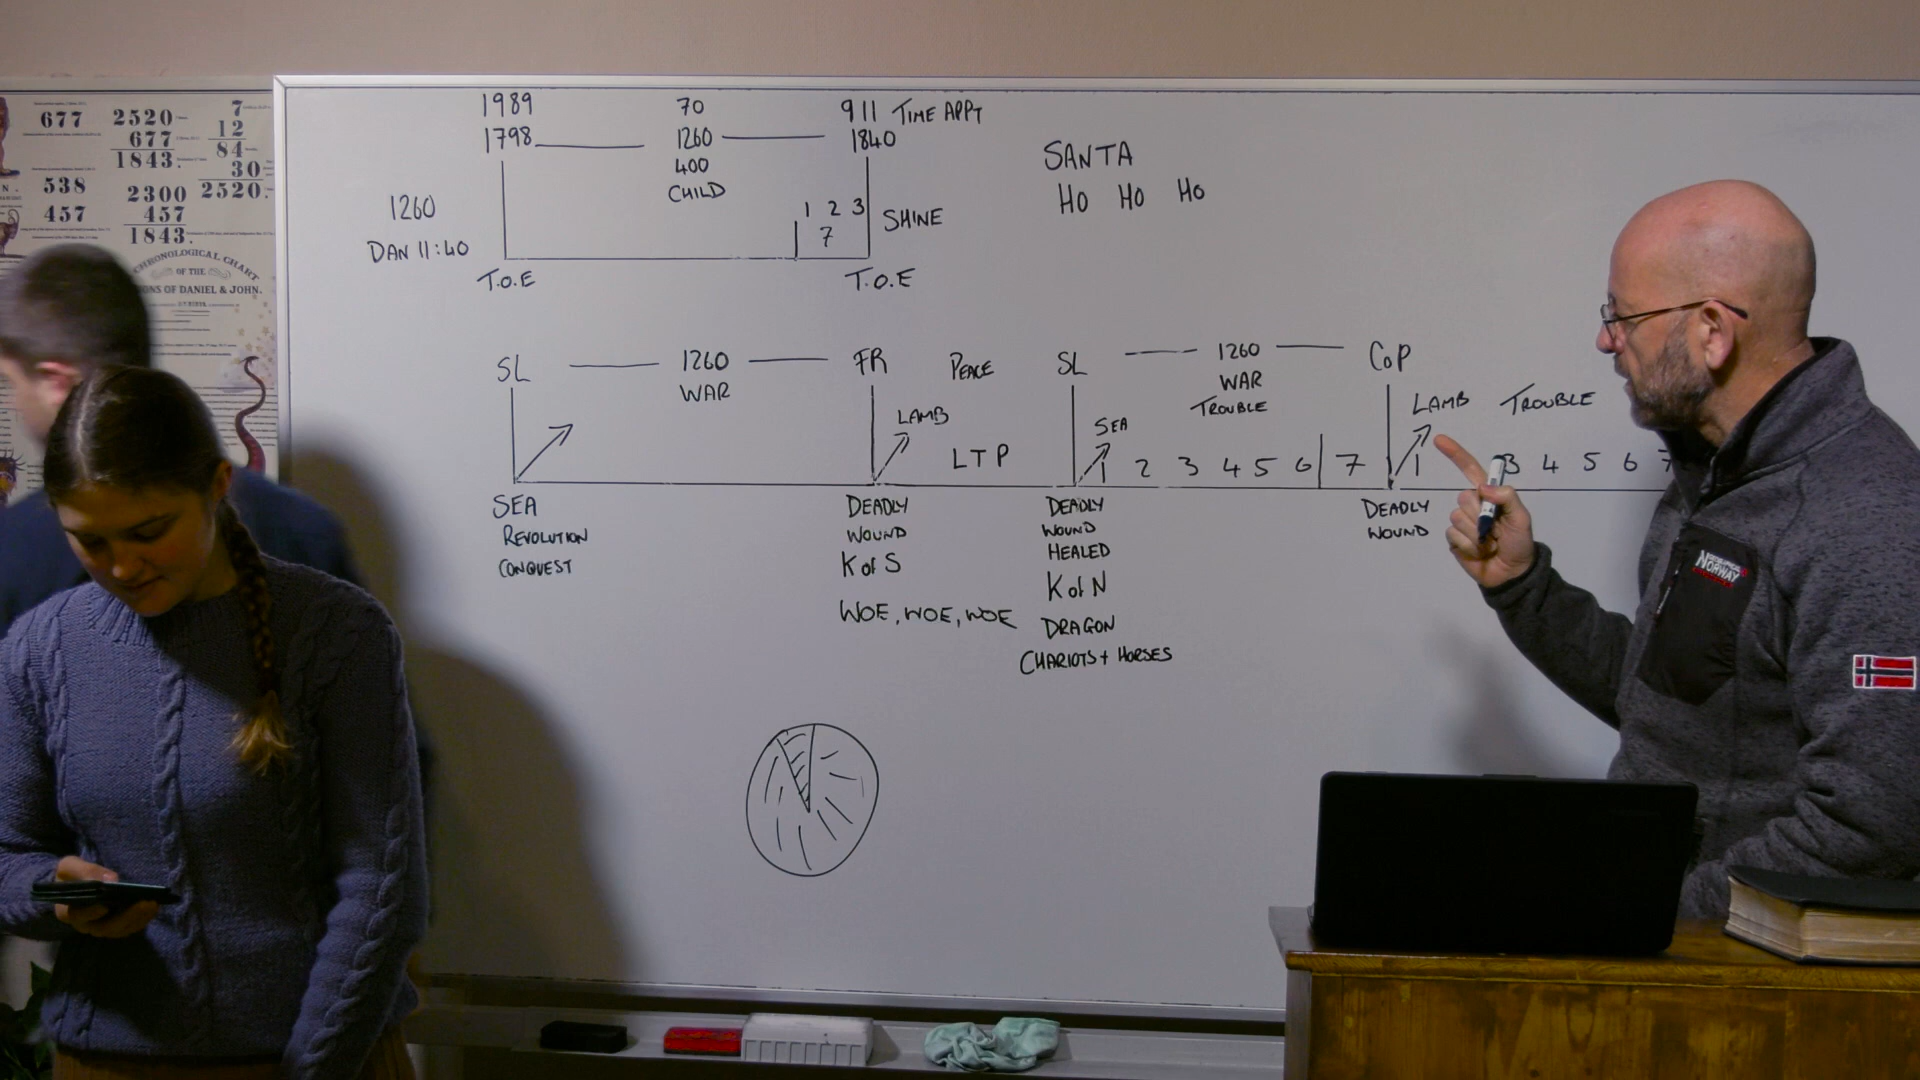 677
2520
677
1843.
7
12
84
30
2520.
538
457
2300
457
1843.
CHRONOLOGICAL CHART
OF THE
IONS OF DANIEL & JOHN.
1989 70 911 TIME APPT
1798 1260 1840
400
CHILD
1260
DAN 11:40
1 2 3
7
SHINE
T.O.E T.O.E
SANTA
HO HO HO
SL 1260 FR PEACE SL 1260 COP
WAR WAR
TROUBLE
LAMB
LTP
SEA
LAMB TROUBLE
1 2 3 4 5 6 7 1 3 4 5 6 7
SEA
REVOLUTION
CONQUEST
DEADLY
WOUND
K of S
WOE, WOE, WOE
DEADLY
WOUND
HEALED
K of N
DRAGON
CHARIOTS + HORSES
DEADLY
WOUND
NORWAY